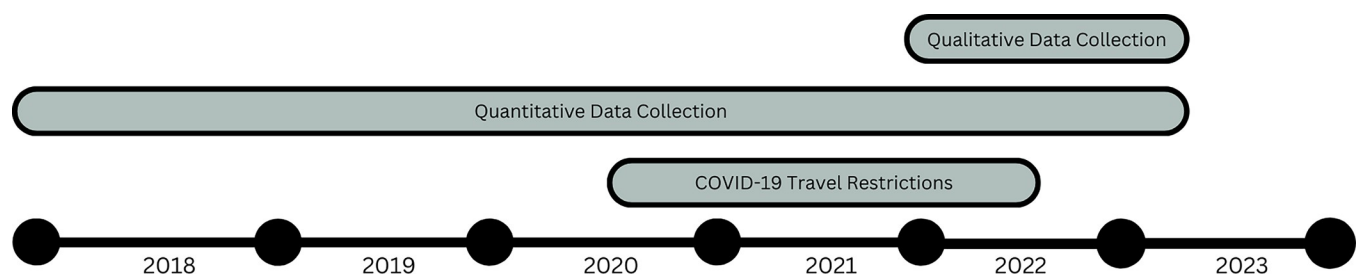 Qualitative Data Collection
Quantitative Data Collection
COVID-19 Travel Restrictions
2018 2019 2020 2021 2022 2023